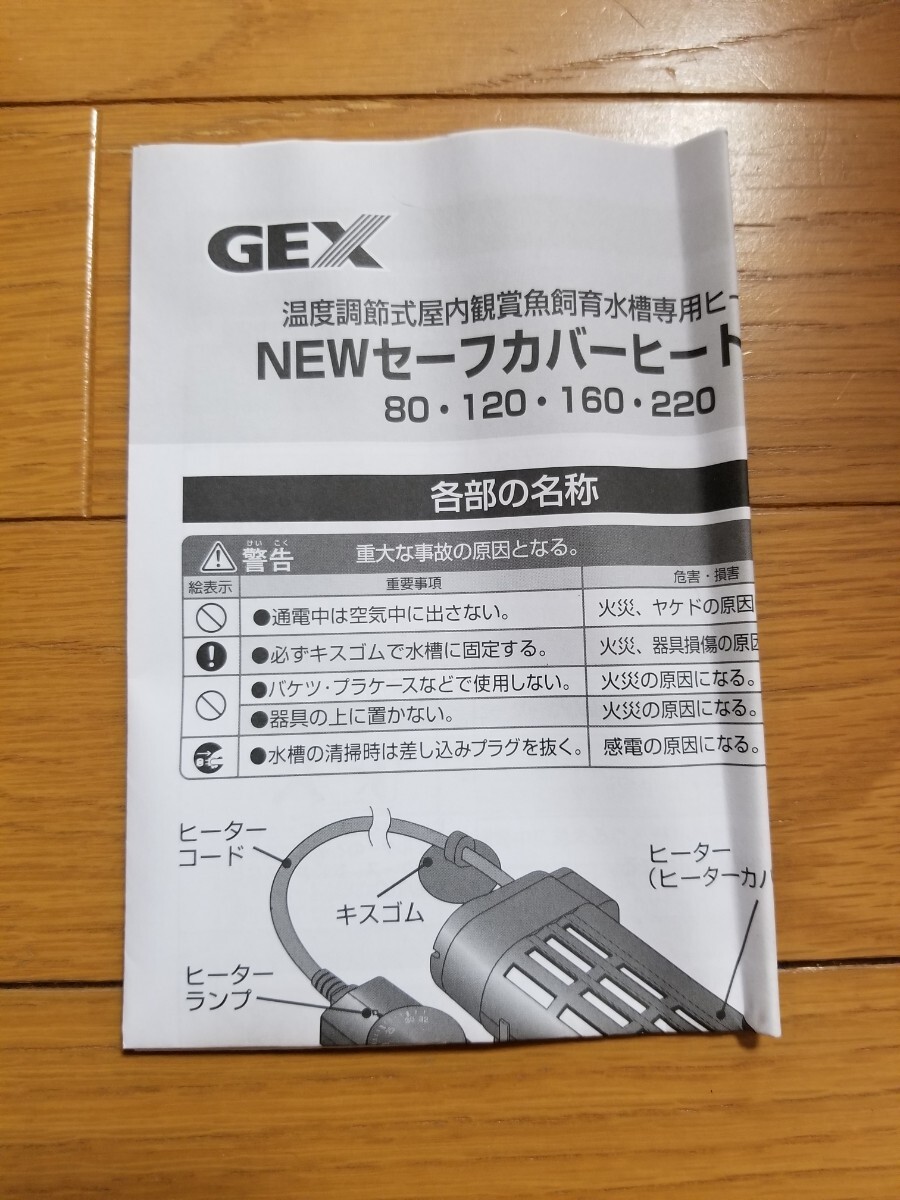 GEX
温度調節式屋内観賞魚飼育水槽専用ヒー
NEWセーフカバーヒート
80・120・160・220
各部の名称
けい こく
警告 重大な事故の原因となる。
絵表示 重要事項 危害・損害
●通電中は空気中に出さない。 火災、ヤケドの原因
●必ずキスゴムで水槽に固定する。 火災、器具損傷の原因
●バケツ・プラケースなどで使用しない。 火災の原因になる。
●器具の上に置かない。 火災の原因になる。
●水槽の清掃時は差し込みプラグを抜く。 感電の原因になる。
ヒーター
コード
キスゴム
ヒーター
(ヒーターカバ
ヒーター
ランプ